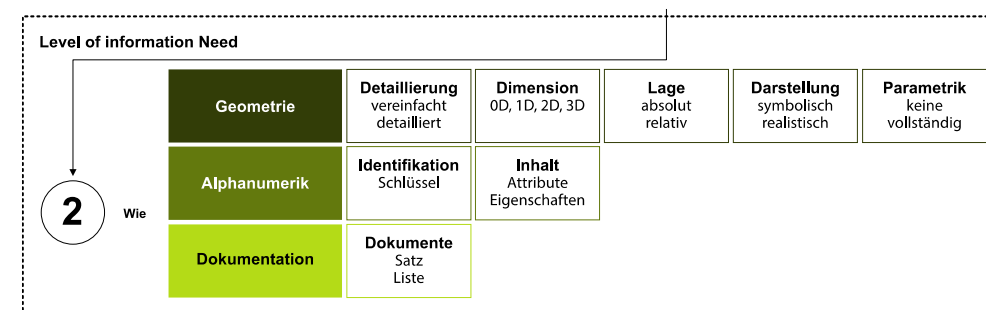 Level of information Need
Geometrie
Detaillierung
vereinfacht
detailliert
Dimension
0D, 1D, 2D, 3D
Lage
absolut
relativ
Darstellung
symbolisch
realistisch
Parametrik
keine
vollständig
Alphanumerik
Identifikation
Schlüssel
Inhalt
Attribute
Eigenschaften
2
Wie
Dokumentation
Dokumente
Satz
Liste